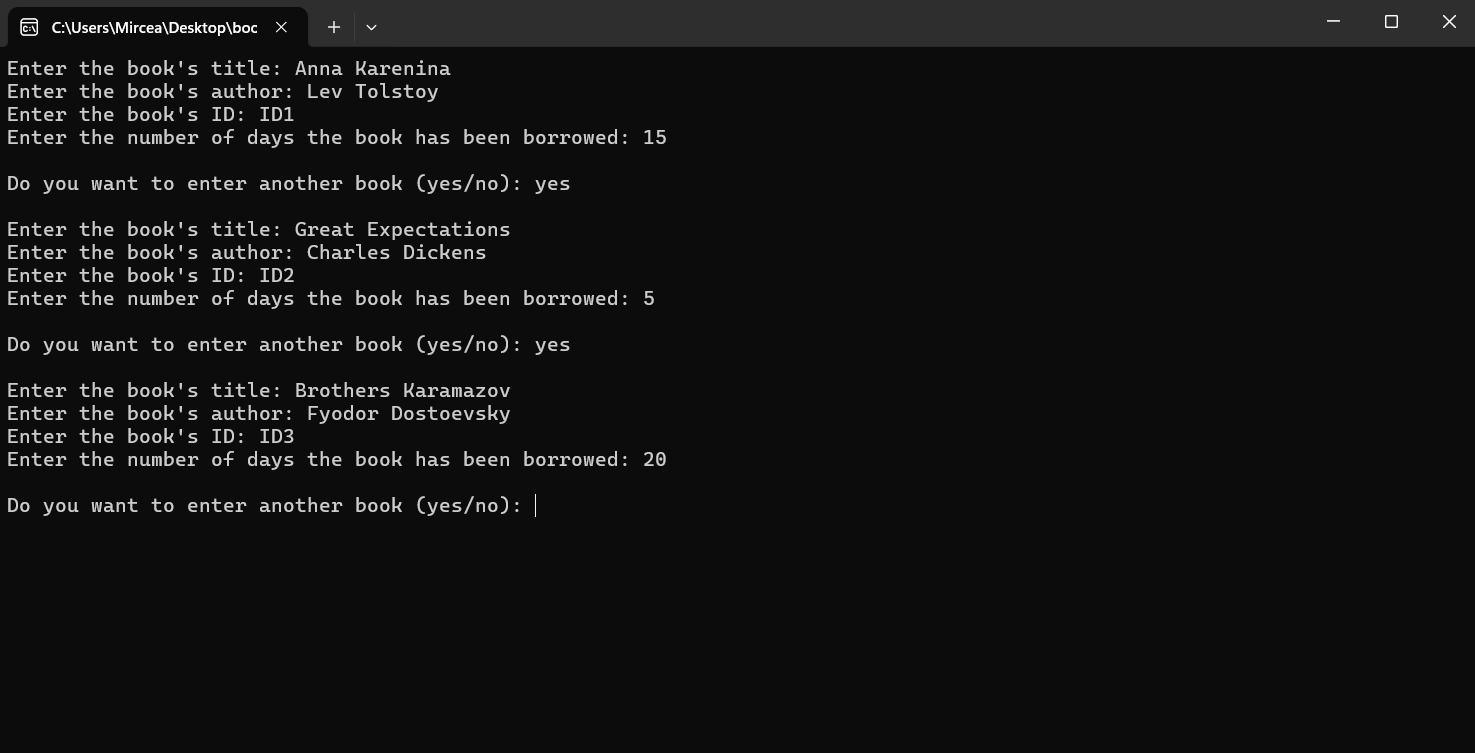 C:\Users\Mircea\Desktop\boc
Enter the book's title: Anna Karenina
Enter the book's author: Lev Tolstoy
Enter the book's ID: ID1
Enter the number of days the book has been borrowed: 15
Do you want to enter another book (yes/no): yes
Enter the book's title: Great Expectations
Enter the book's author: Charles Dickens
Enter the book's ID: ID2
Enter the number of days the book has been borrowed: 5
Do you want to enter another book (yes/no): yes
Enter the book's title: Brothers Karamazov
Enter the book's author: Fyodor Dostoevsky
Enter the book's ID: ID3
Enter the number of days the book has been borrowed: 20
Do you want to enter another book (yes/no):